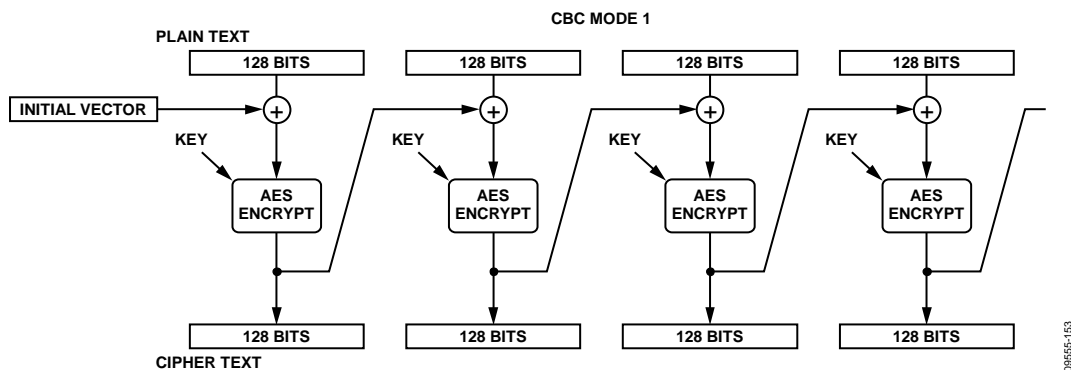 CBC MODE 1
PLAIN TEXT
128 BITS 128 BITS 128 BITS 128 BITS
INITIAL VECTOR + + + +
KEY KEY KEY KEY
AES AES AES AES
ENCRYPT ENCRYPT ENCRYPT ENCRYPT
128 BITS 128 BITS 128 BITS 128 BITS
CIPHER TEXT
09555-153